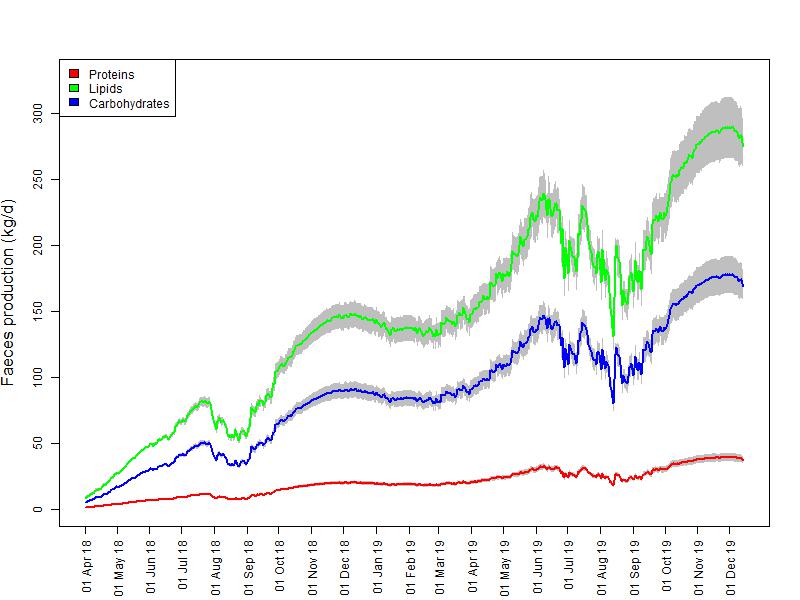 Proteins
Lipids
Carbohydrates
Faeces production (kg/d)
300
250
200
150
100
50
0
01 Apr 18
01 May 18
01 Jun 18
01 Jul 18
01 Aug 18
01 Sep 18
01 Oct 18
01 Nov 18
01 Dec 18
01 Jan 19
01 Feb 19
01 Mar 19
01 Apr 19
01 May 19
01 Jun 19
01 Jul 19
01 Aug 19
01 Sep 19
01 Oct 19
01 Nov 19
01 Dec 19